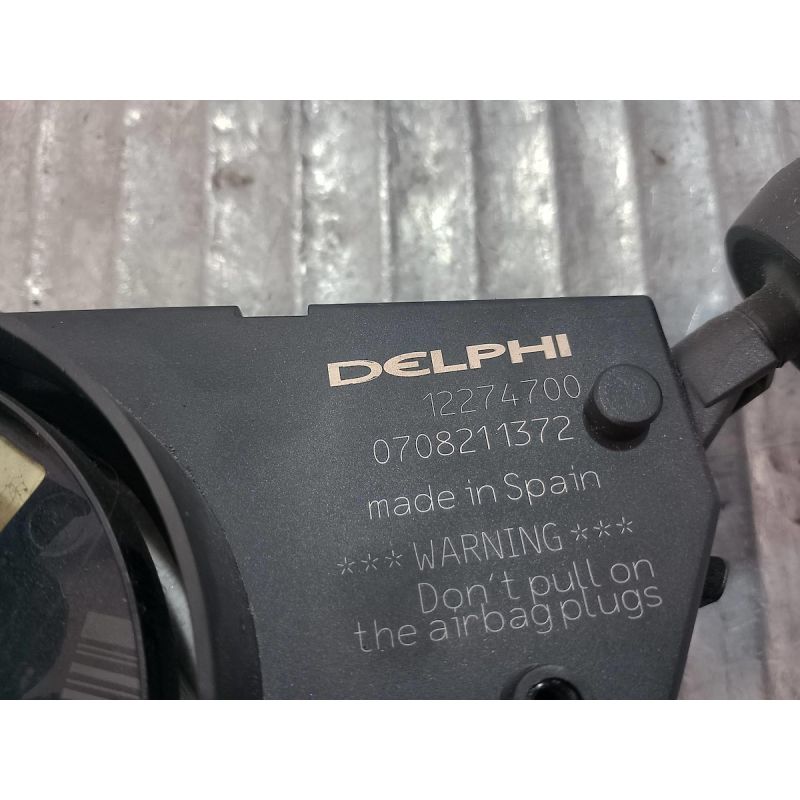 DELPHI
12274700
0708211372
made in Spain
*** WARNING ***
Don't pull on
the airbag plugs